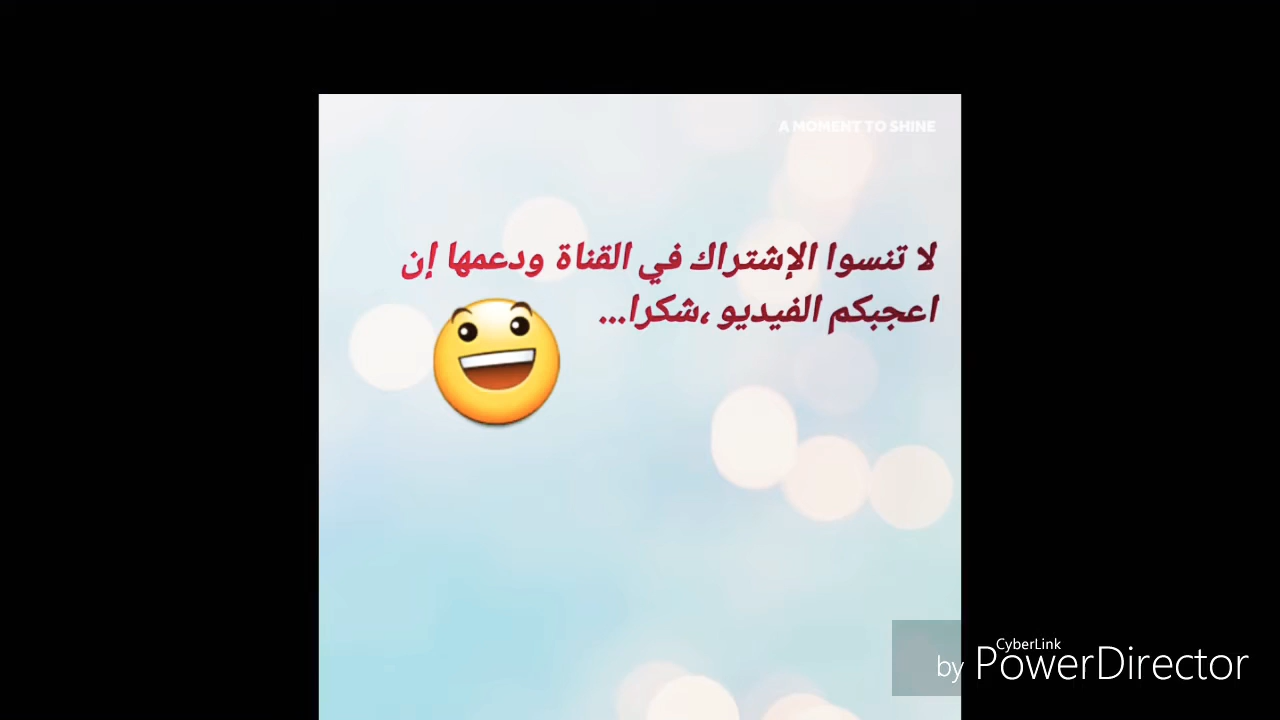 A MOMENT TO SHINE
لا تنسوا الإشتراك في القناة ودعمها إن
اعجبكم الفيديو ،شكرا...
CyberLink
by PowerDirector